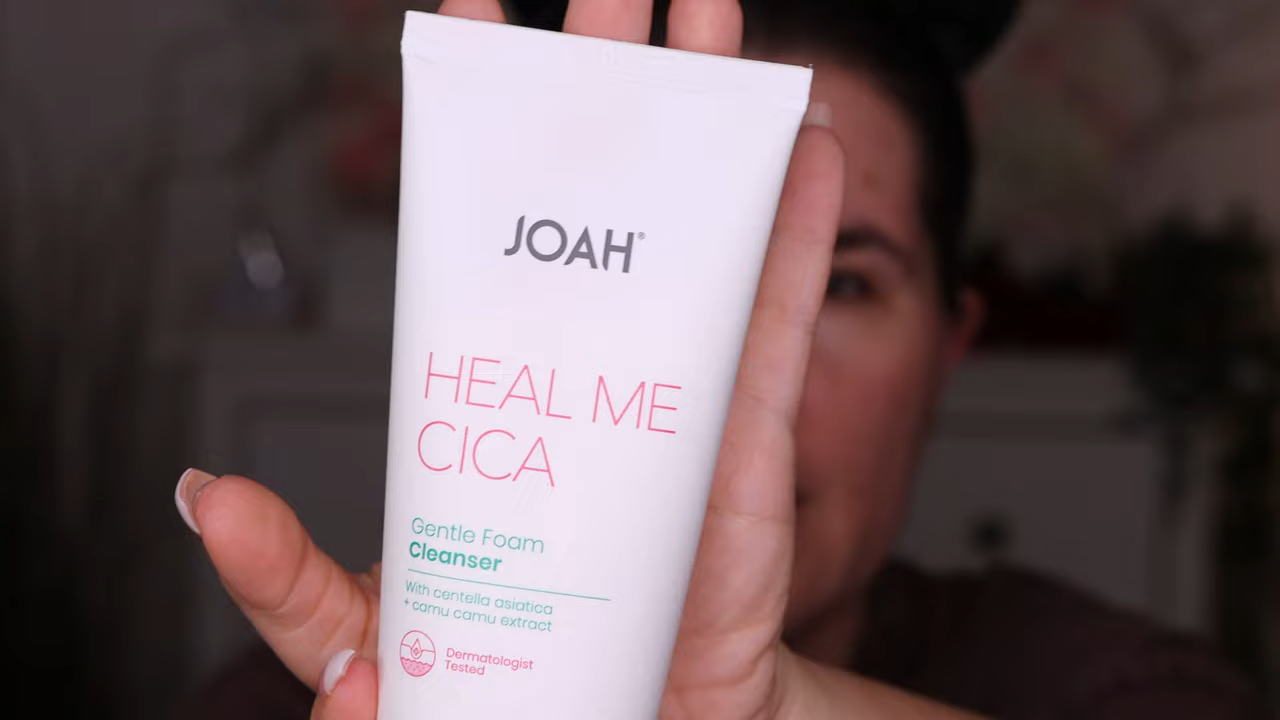 JOAH®
HEAL ME
CICA
Gentle Foam
Cleanser
With centella asiatica
+ camu camu extract
Dermatologist
Tested